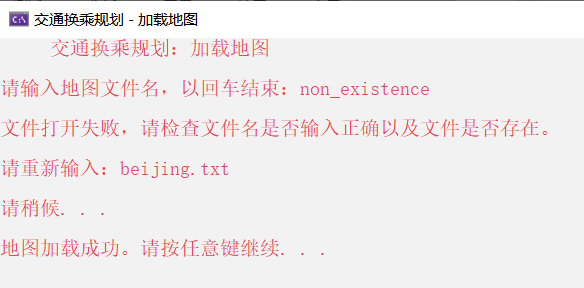 交通换乘规划 - 加载地图
交通换乘规划：加载地图
请输入地图文件名，以回车结束：non_existence
文件打开失败，请检查文件名是否输入正确以及文件是否存在。
请重新输入：beijing.txt
请稍候. . .
地图加载成功。请按任意键继续. . .